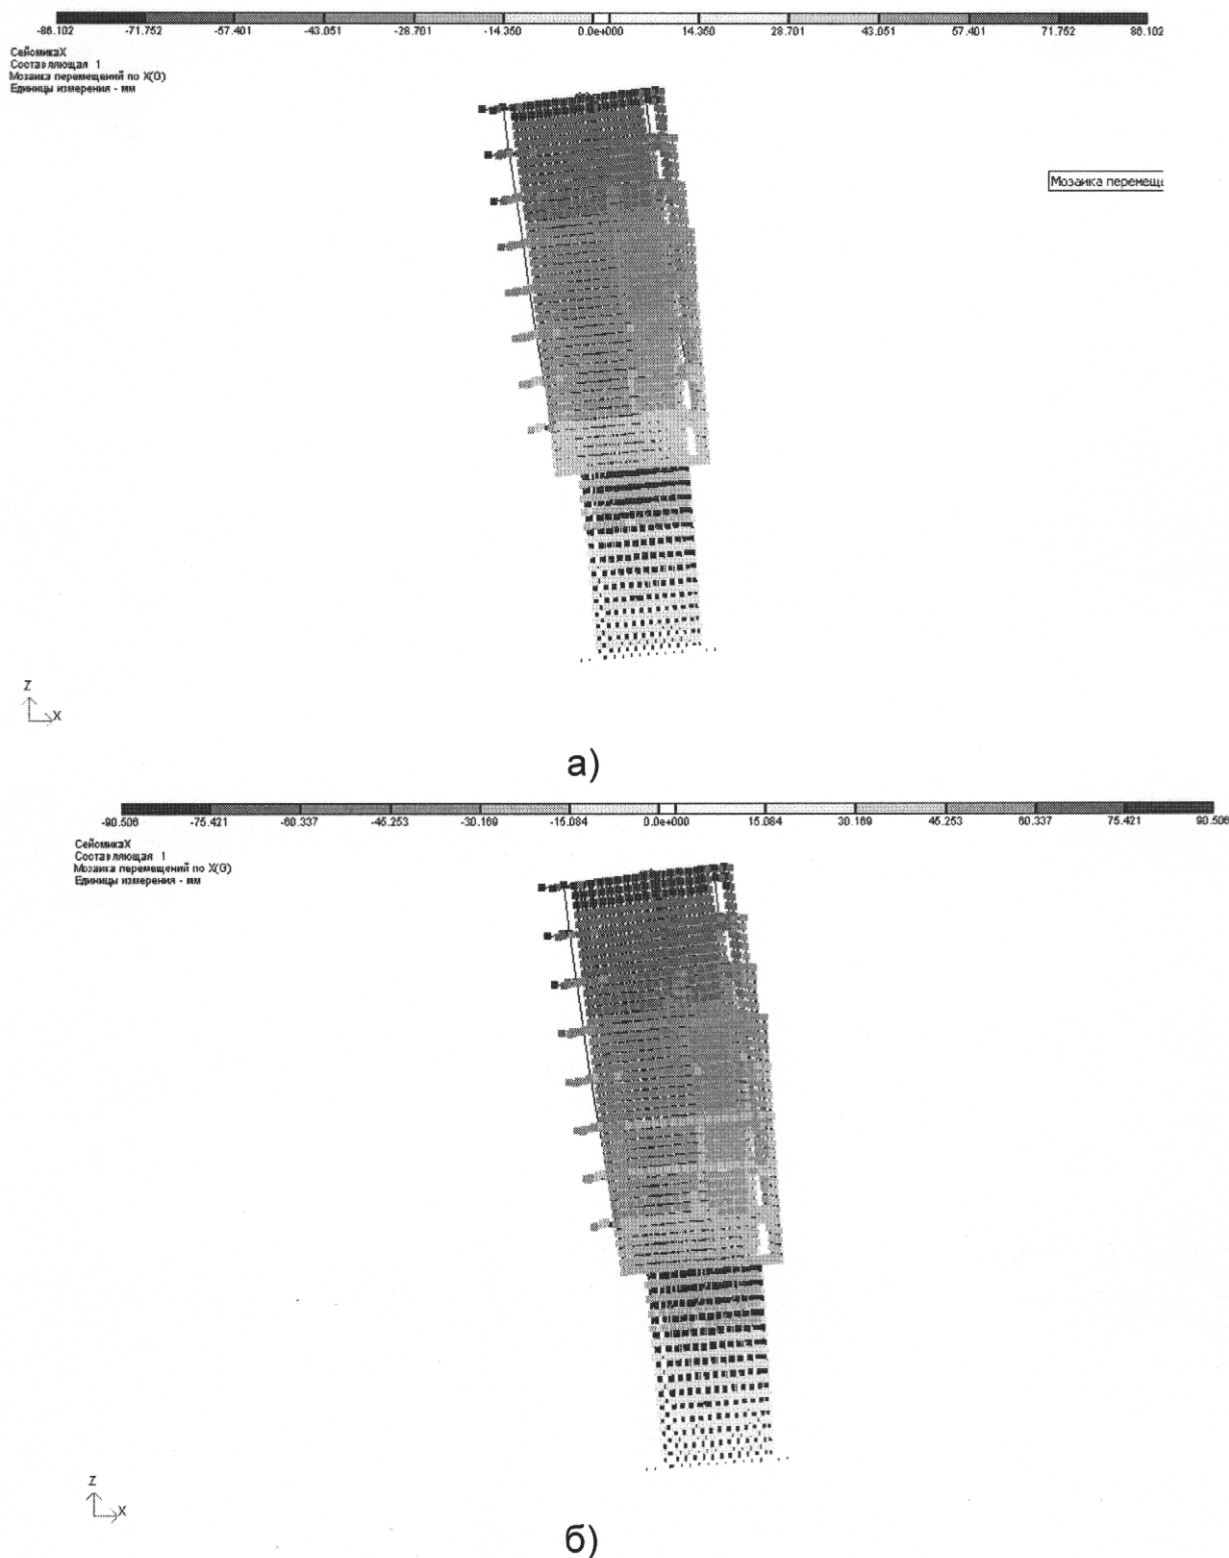 -86.102 -71.752 -57.401 -43.051 -28.701 -14.350 0.0e+000 14.350 28.701 43.051 57.401 71.752 86.102
СейсмикаX
Составляющая 1
Мозаика перемещений по X(G)
Единицы измерения - мм
Мозаика перемеще
Z
X
а)
-90.506 -75.421 -60.337 -45.253 -30.169 -15.084 0.0e+000 15.084 30.169 45.253 60.337 75.421 90.506
СейсмикаX
Составляющая 1
Мозаика перемещений по X(G)
Единицы измерения - мм
Z
X
б)